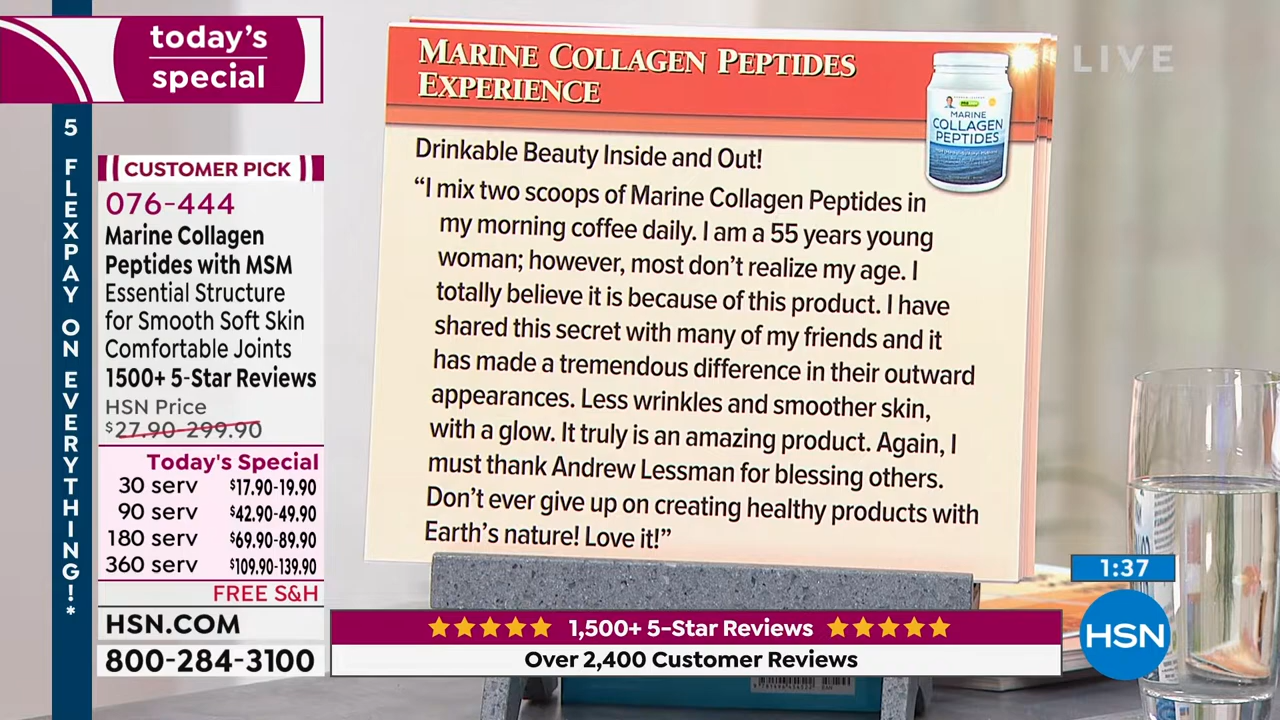 today's
special
5 FLEXPAY ON EVERYTHING!*
CUSTOMER PICK
076-444
Marine Collagen
Peptides with MSM
Essential Structure
for Smooth Soft Skin
Comfortable Joints
1500+ 5-Star Reviews
HSN Price
$27.90-299.90
Today's Special
30 serv $17.90-19.90
90 serv $42.90-49.90
180 serv $69.90-89.90
360 serv $109.90-139.90
FREE S&H
HSN.COM
800-284-3100
MARINE COLLAGEN PEPTIDES
EXPERIENCE
MARINE
COLLAGEN
PEPTIDES
LIVE
Drinkable Beauty Inside and Out!
“I mix two scoops of Marine Collagen Peptides in
my morning coffee daily. I am a 55 years young
woman; however, most don't realize my age. I
totally believe it is because of this product. I have
shared this secret with many of my friends and it
has made a tremendous difference in their outward
appearances. Less wrinkles and smoother skin,
with a glow. It truly is an amazing product. Again, I
must thank Andrew Lessman for blessing others.
Don't ever give up on creating healthy products with
Earth's nature! Love it!”
1:37
HSN
1,500+ 5-Star Reviews
Over 2,400 Customer Reviews